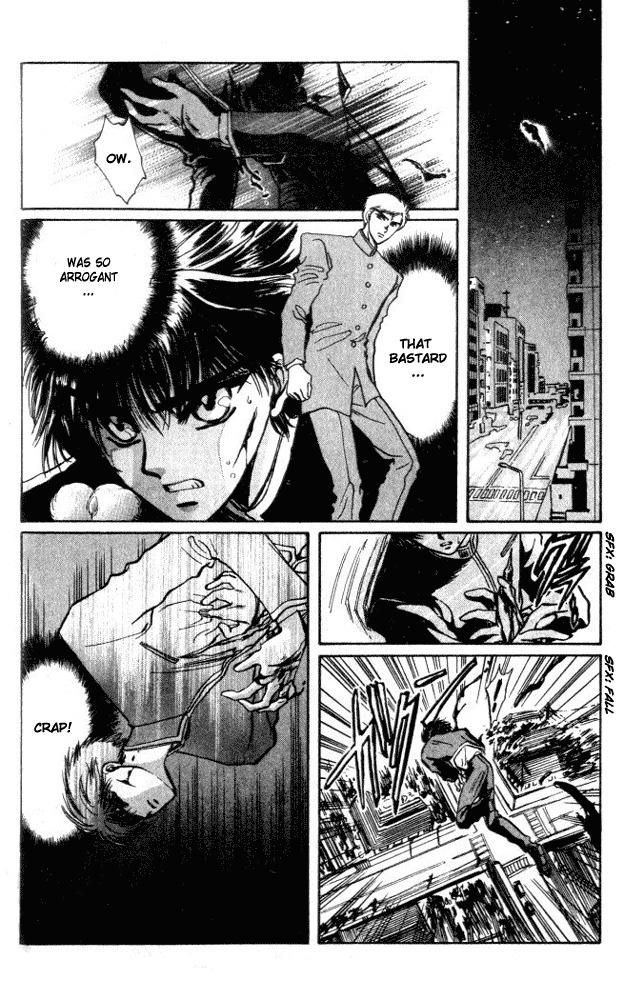 OW.
THAT
BASTARD
...
WAS SO
ARROGANT
...
SFX: GRAB
SFX: FALL
CRAP!